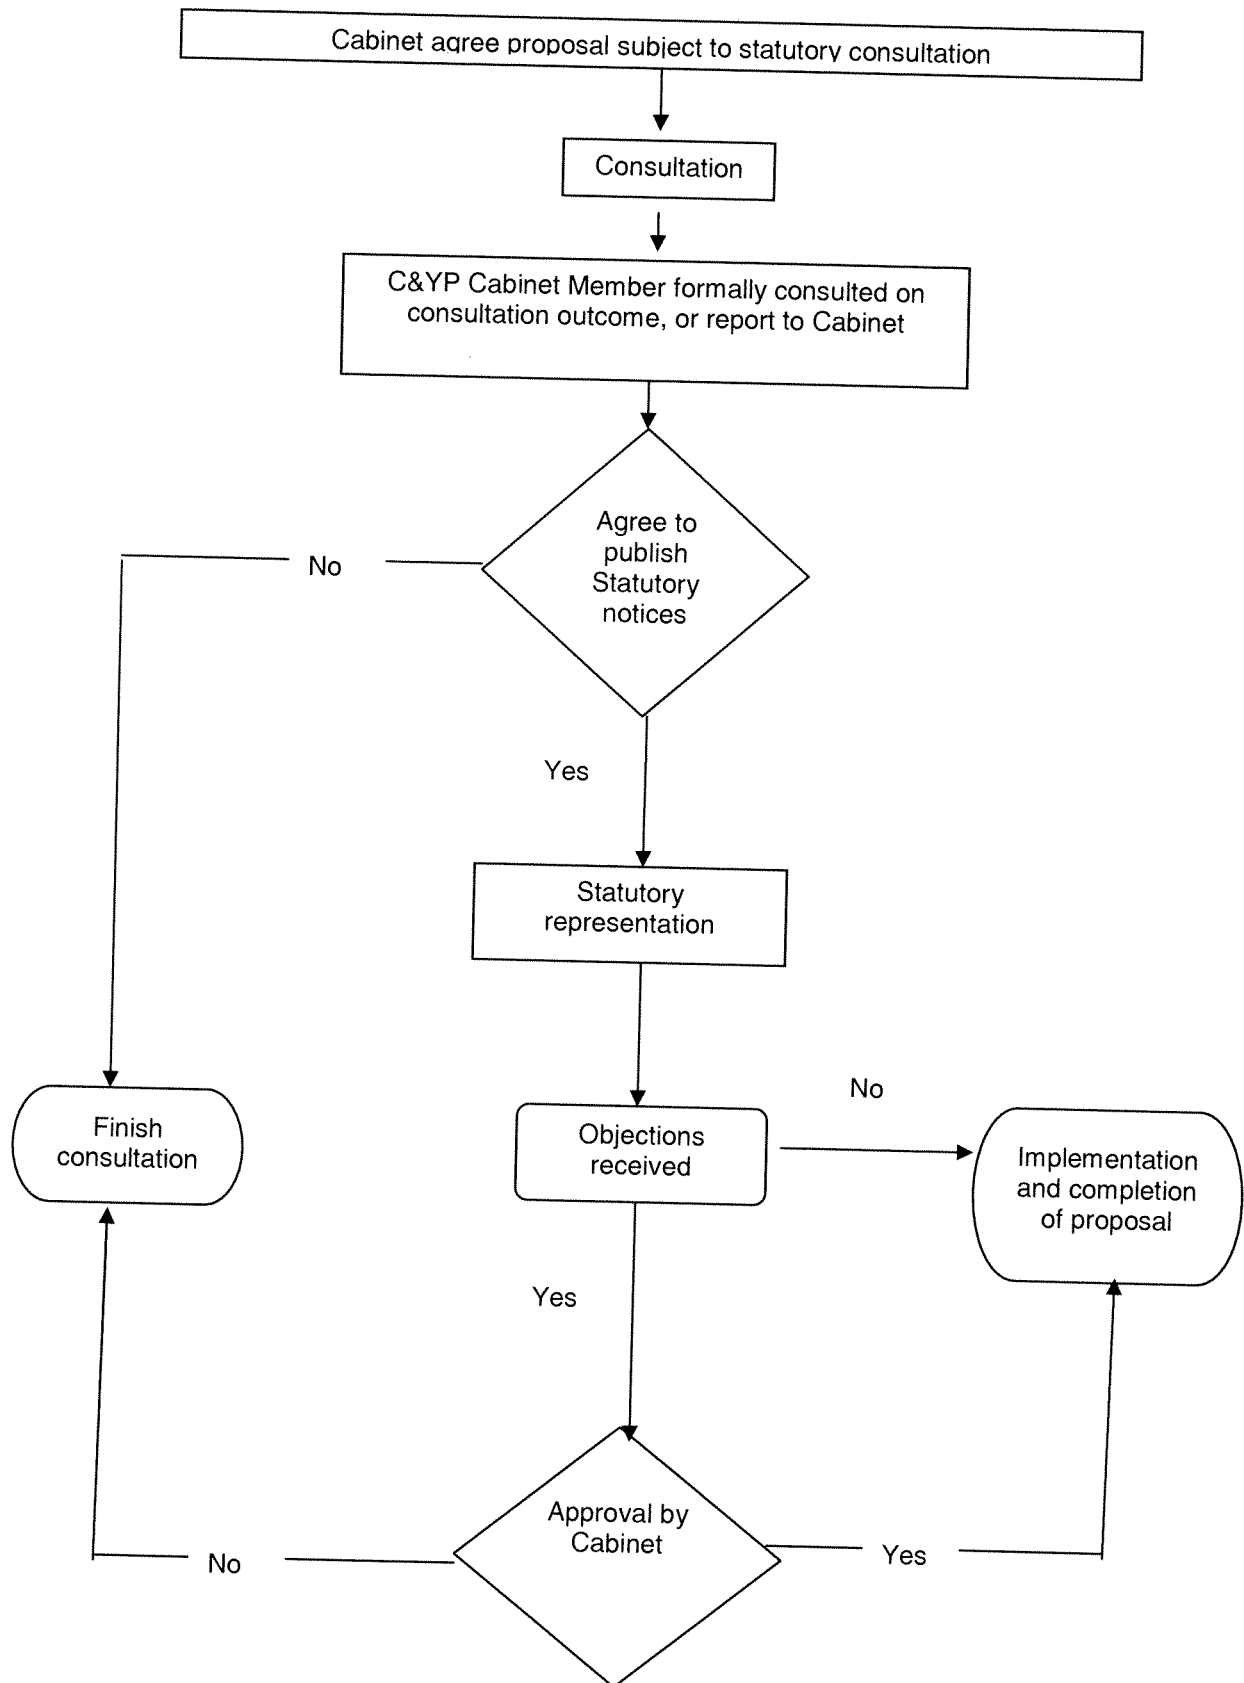 Cabinet agree proposal subject to statutory consultation
Consultation
C&YP Cabinet Member formally consulted on
consultation outcome, or report to Cabinet
Agree to
publish
Statutory
notices
No
Yes
Statutory
representation
No
Finish
consultation
Objections
received
Implementation
and completion
of proposal
Yes
Approval by
Cabinet
No
Yes